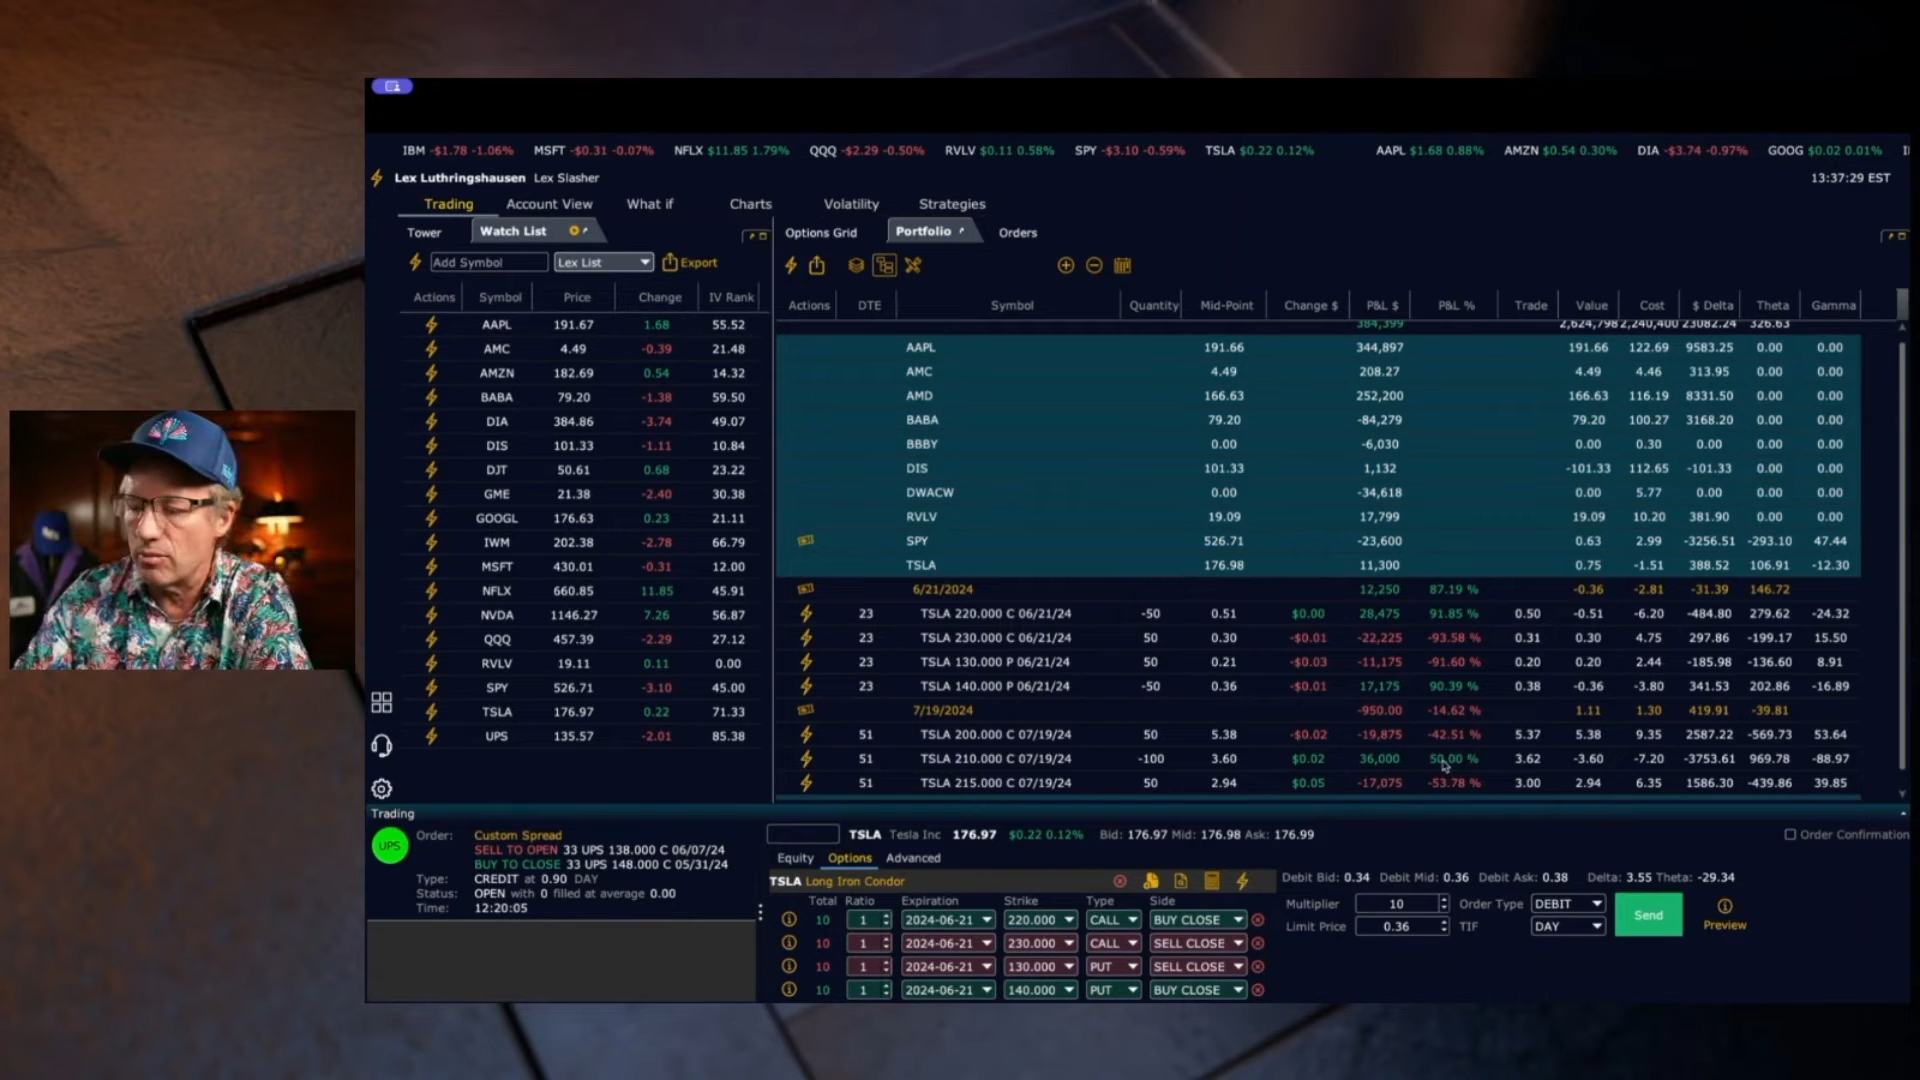 IBM -$1.78 -1.06% MSFT -$0.31 -0.07% NFLX $11.85 1.79% QQQ -$2.29 -0.50% RVLV $0.11 0.58% SPY -$3.10 -0.59% TSLA $0.22 0.12% AAPL $1.68 0.88% AMZN $0.54 0.30% DIA -$3.74 -0.97% GOOG $0.02 0.01%
Lex Luthringshausen Lex Slasher 13:37:29 EST
Trading Account View What if Charts Volatility Strategies
Tower Watch List Options Grid Portfolio Orders
Add Symbol Lex List Export
Actions Symbol Price Change IV Rank
AAPL 191.67 1.68 55.52
AMC 4.49 -0.39 21.48
AMZN 182.69 0.54 14.32
BABA 79.20 -1.38 59.50
DIA 384.86 -3.74 49.07
DIS 101.33 -1.11 10.84
DJT 50.61 0.68 23.22
GME 21.38 -2.40 30.38
GOOGL 176.63 0.23 21.11
IWM 202.38 -2.78 66.79
MSFT 430.01 -0.31 12.00
NFLX 660.85 11.85 45.91
NVDA 1146.27 7.26 56.87
QQQ 457.39 -2.29 27.12
RVLV 19.11 0.11 0.00
SPY 526.71 -3.10 45.00
TSLA 176.97 0.22 71.33
UPS 135.57 -2.01 85.38
Actions DTE Symbol Quantity Mid-Point Change $ P&L $ P&L % Trade Value Cost $ Delta Theta Gamma
384,399 2,624,798 2,240,400 23082.24 326.63
AAPL 191.66 344,897 191.66 122.69 9583.25 0.00 0.00
AMC 4.49 208.27 4.49 4.46 313.95 0.00 0.00
AMD 166.63 252,200 166.63 116.19 8331.50 0.00 0.00
BABA 79.20 -84,279 79.20 100.27 3168.20 0.00 0.00
BBBY 0.00 -6,030 0.00 0.30 0.00 0.00 0.00
DIS 101.33 1,132 -101.33 112.65 -101.33 0.00 0.00
DWACW 0.00 -34,618 0.00 5.77 0.00 0.00 0.00
RVLV 19.09 17,799 19.09 10.20 381.90 0.00 0.00
SPY 526.71 -23,600 0.63 2.99 -3256.51 -293.10 47.44
TSLA 176.98 11,300 0.75 -1.51 388.52 106.91 -12.30
6/21/2024 12,250 87.19 % -0.36 -2.81 -31.39 146.72
23 TSLA 220.000 C 06/21/24 -50 0.51 $0.00 28,475 91.85 % 0.50 -0.51 -6.20 -484.80 279.62 -24.32
23 TSLA 230.000 C 06/21/24 50 0.30 -$0.01 -22,225 -93.58 % 0.31 0.30 4.75 297.86 -199.17 15.50
23 TSLA 130.000 P 06/21/24 50 0.21 -$0.03 -11,175 -91.60 % 0.20 0.20 2.44 -185.98 -136.60 8.91
23 TSLA 140.000 P 06/21/24 -50 0.36 -$0.01 17,175 90.39 % 0.38 -0.36 -3.80 341.53 202.86 -16.89
7/19/2024 -950.00 -14.62 % 1.11 1.30 419.91 -39.81
51 TSLA 200.000 C 07/19/24 50 5.38 -$0.02 -19,875 -42.51 % 5.37 5.38 9.35 2587.22 -569.73 53.64
51 TSLA 210.000 C 07/19/24 -100 3.60 $0.02 36,000 50.00 % 3.62 -3.60 -7.20 -3753.61 969.78 -88.97
51 TSLA 215.000 C 07/19/24 50 2.94 $0.05 -17,075 -53.78 % 3.00 2.94 6.35 1586.30 -439.86 39.85
Trading
UPS
Order: Custom Spread
SELL TO OPEN 33 UPS 138.000 C 06/07/24
BUY TO CLOSE 33 UPS 148.000 C 05/31/24
Type: CREDIT at 0.90 DAY
Status: OPEN with 0 filled at average 0.00
Time: 12:20:05
TSLA Tesla Inc 176.97 $0.22 0.12% Bid: 176.97 Mid: 176.98 Ask: 176.99 Order Confirmation
Equity Options Advanced
TSLA Long Iron Condor Debit Bid: 0.34 Debit Mid: 0.36 Debit Ask: 0.38 Delta: 3.55 Theta: -29.34
Total Ratio Expiration Strike Type Side
10 1 2024-06-21 220.000 CALL BUY CLOSE
10 1 2024-06-21 230.000 CALL SELL CLOSE
10 1 2024-06-21 130.000 PUT SELL CLOSE
10 1 2024-06-21 140.000 PUT BUY CLOSE
Multiplier 10 Order Type DEBIT Send
Limit Price 0.36 TIF DAY Preview